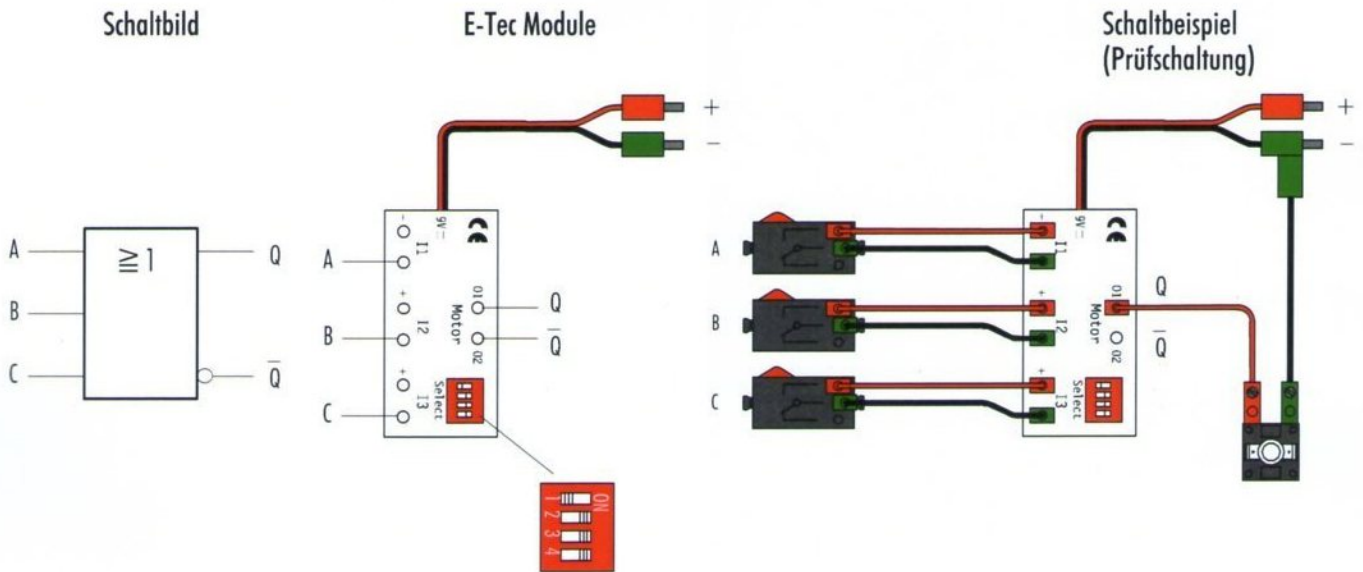 Schaltbild
E-Tec Module
Schaltbeispiel
(Prüfschaltung)
+
−
+
−
A
B
C
≥ 1
Q
Q̅
A
B
C
− 9V ⎓ CE
I1
+ I2
+ I3
O1
Motor
O2
Select
Q
Q̅
ON
1
2
3
4
A
B
C
− 9V ⎓ CE
I1
+ I2
+ I3
O1
Motor
O2
Select
Q
Q̅